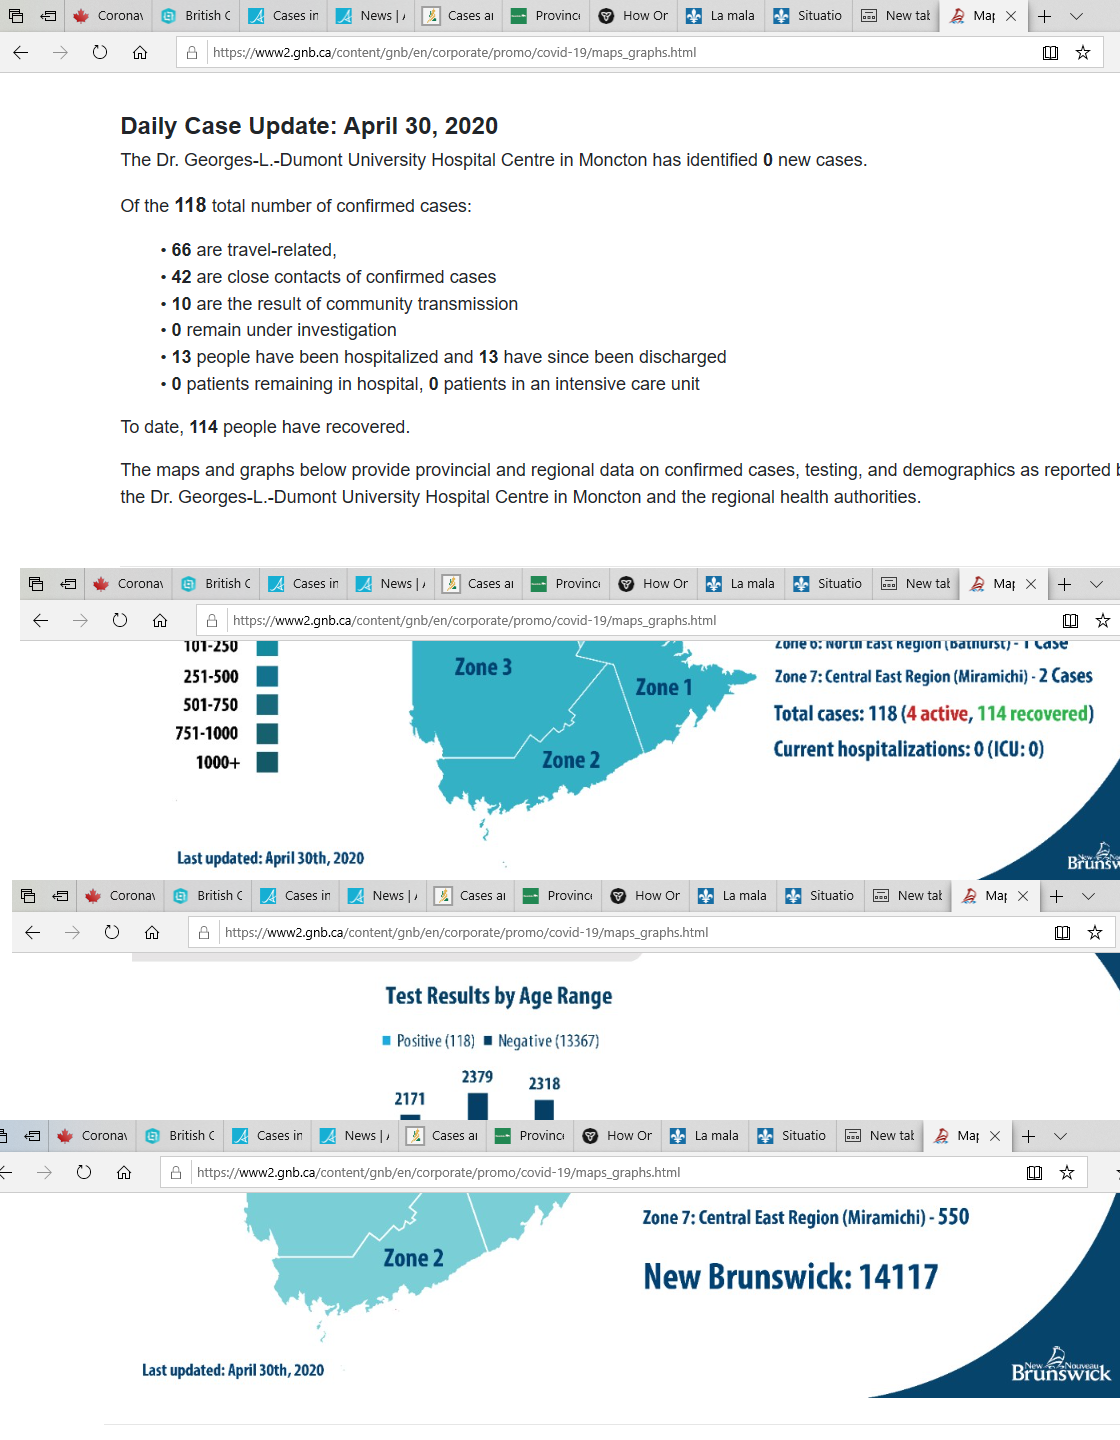 Coronav British C Cases in News | Cases ar Provinc How Or La mala Situatio New tab Map
https://www2.gnb.ca/content/gnb/en/corporate/promo/covid-19/maps_graphs.html
Daily Case Update: April 30, 2020
The Dr. Georges-L.-Dumont University Hospital Centre in Moncton has identified 0 new cases.
Of the 118 total number of confirmed cases:
• 66 are travel-related,
• 42 are close contacts of confirmed cases
• 10 are the result of community transmission
• 0 remain under investigation
• 13 people have been hospitalized and 13 have since been discharged
• 0 patients remaining in hospital, 0 patients in an intensive care unit
To date, 114 people have recovered.
The maps and graphs below provide provincial and regional data on confirmed cases, testing, and demographics as reported
the Dr. Georges-L.-Dumont University Hospital Centre in Moncton and the regional health authorities.
Coronav British C Cases in News | Cases ar Provinc How Or La mala Situatio New tab Map
https://www2.gnb.ca/content/gnb/en/corporate/promo/covid-19/maps_graphs.html
101-250
251-500
501-750
751-1000
1000+
Zone 3
Zone 1
Zone 2
Zone 6: North East Region (Bathurst) - 1 Case
Zone 7: Central East Region (Miramichi) - 2 Cases
Total cases: 118 (4 active, 114 recovered)
Current hospitalizations: 0 (ICU: 0)
Last updated: April 30th, 2020
Brunsw
Coronav British C Cases in News | Cases ar Provinc How Or La mala Situatio New tab Map
https://www2.gnb.ca/content/gnb/en/corporate/promo/covid-19/maps_graphs.html
Test Results by Age Range
Positive (118) Negative (13367)
2171
2379
2318
Coronav British C Cases in News | Cases ar Provinc How Or La mala Situatio New tab Map
https://www2.gnb.ca/content/gnb/en/corporate/promo/covid-19/maps_graphs.html
Zone 2
Zone 7: Central East Region (Miramichi) - 550
New Brunswick: 14117
Last updated: April 30th, 2020
New Nouveau
Brunswick